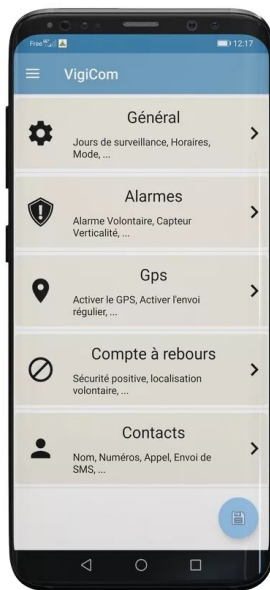 Free
12:17
VigiCom
Général
Jours de surveillance, Horaires,
Mode, ...
Alarmes
Alarme Volontaire, Capteur
Verticalité, ...
Gps
Activer le GPS, Activer l'envoi
régulier, ...
Compte à rebours
Sécurité positive, localisation
volontaire, ...
Contacts
Nom, Numéros, Appel, Envoi de
SMS, ...